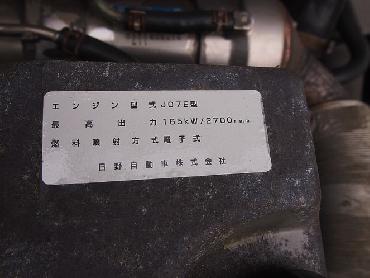 エンジン型式J07E型
最高出力165kW/2700r.p.m
燃料噴射方式電子式
日野自動車株式会社